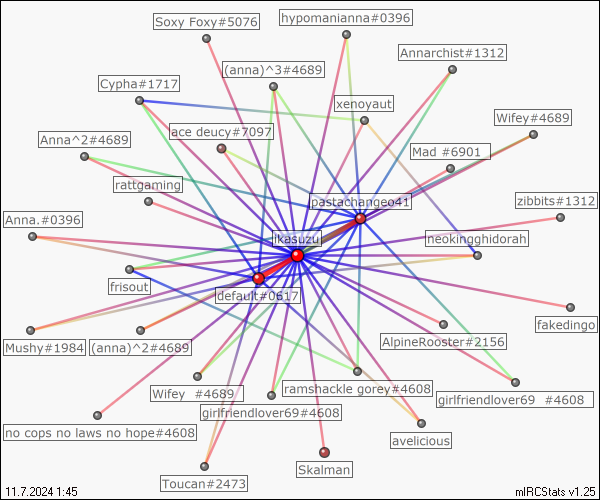 Soxy Foxy#5076
hypomanianna#0396
Annarchist#1312
(anna)^3#4689
Cypha#1717
xenoyaut
Wifey#4689
ace deucy#7097
Anna^2#4689
Mad #6901
rattgaming
pastachangeo41
zibbits#1312
Anna.#0396
ikasuzu
neokingghidorah
frisout
!default#0617
fakedingo
Mushy#1984
(anna)^2#4689
AlpineRooster#2156
Wifey #4689
ramshackle gorey#4608
girlfriendlover69 #4608
girlfriendlover69#4608
no cops no laws no hope#4608
avelicious
Skalman
Toucan#2473
11.7.2024 1:45
mIRCStats v1.25